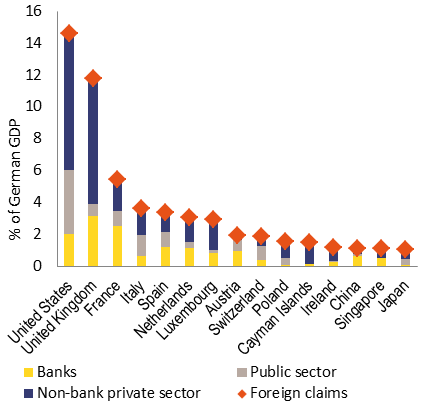 % of German GDP
16
14
12
10
8
6
4
2
0
United States
United Kingdom
France
Italy
Spain
Netherlands
Luxembourg
Austria
Switzerland
Poland
Cayman Islands
Ireland
China
Singapore
Japan
Banks
Public sector
Non-bank private sector
Foreign claims